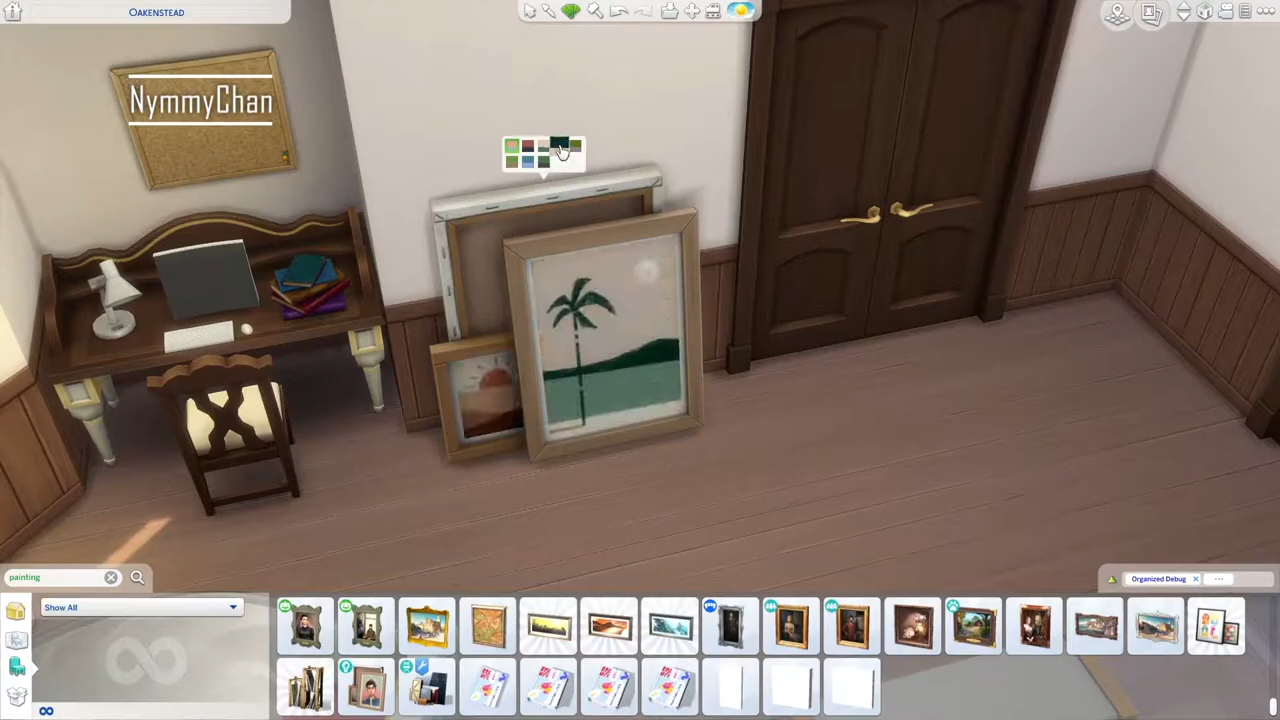 OAKENSTEAD
NymmyChan
painting
Organized Debug
Show All